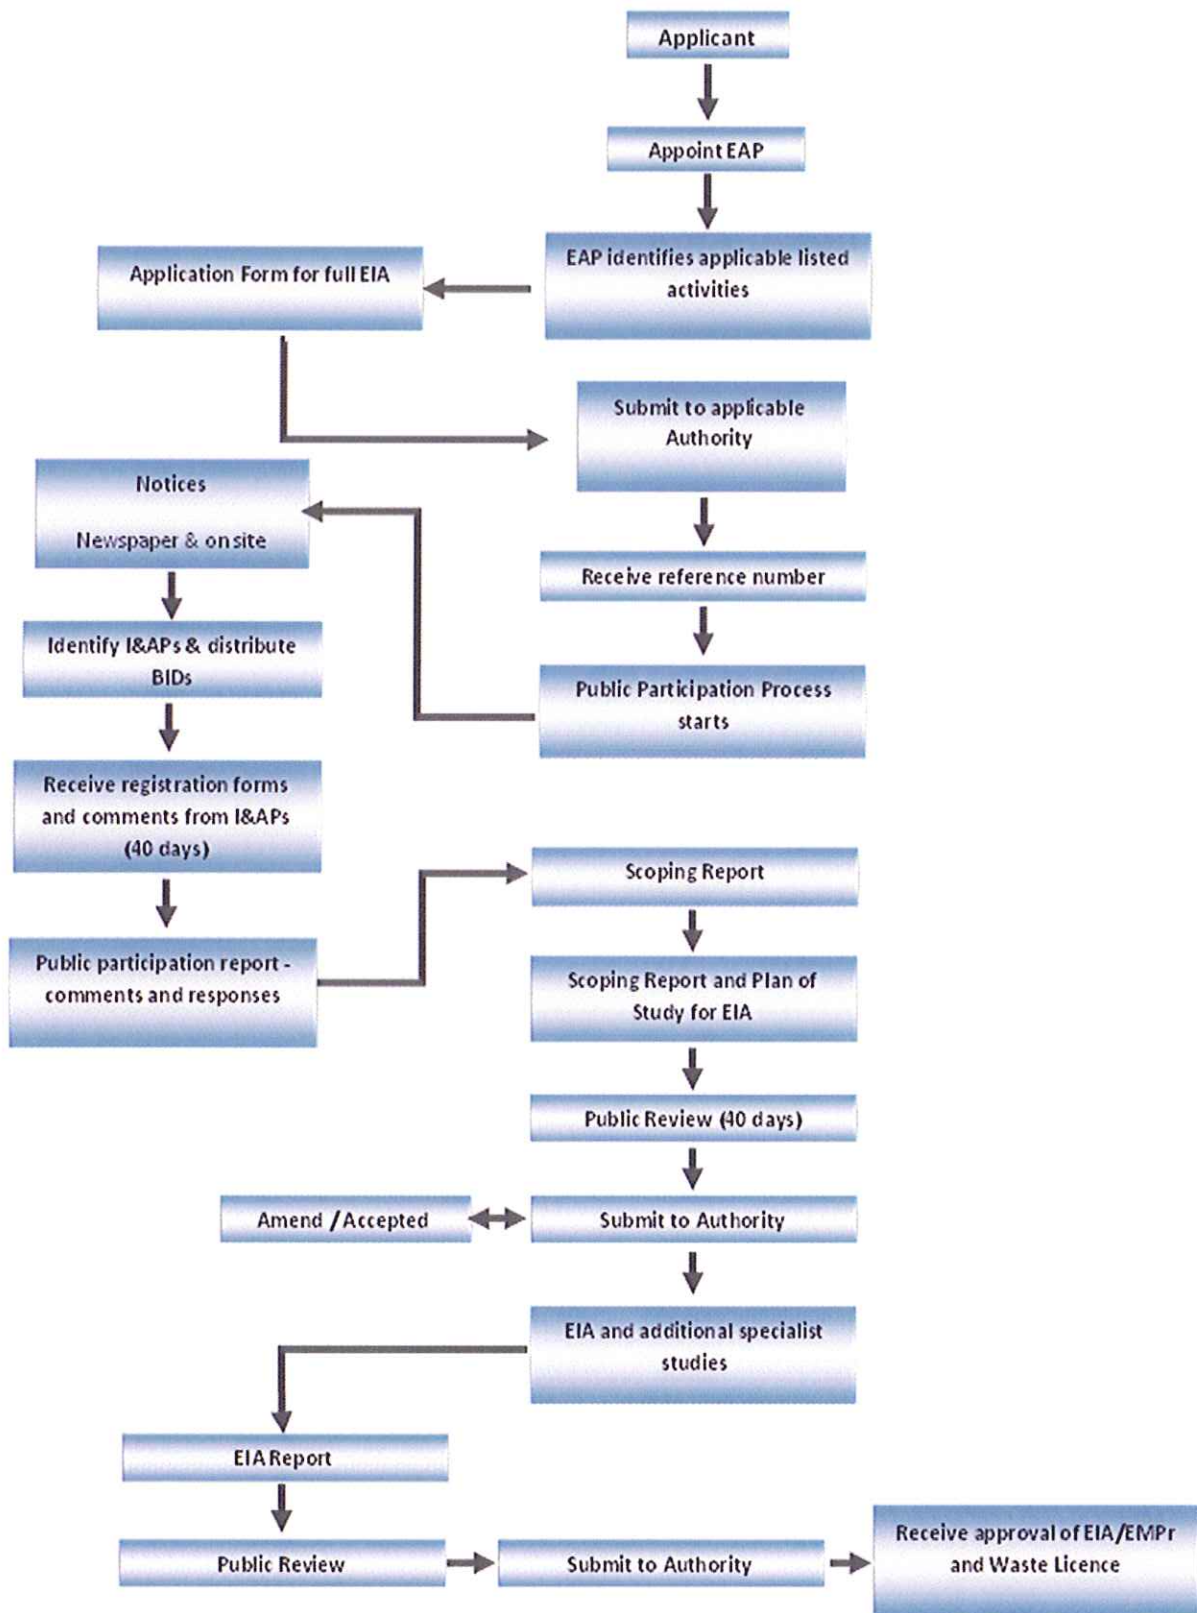 Applicant
Appoint EAP
EAP identifies applicable listed
activities
Application Form for full EIA
Submit to applicable
Authority
Receive reference number
Public Participation Process
starts
Notices
Newspaper & on site
Identify I&APs & distribute
BIDs
Receive registration forms
and comments from I&APs
(40 days)
Public participation report -
comments and responses
Scoping Report
Scoping Report and Plan of
Study for EIA
Public Review (40 days)
Submit to Authority
Amend / Accepted
EIA and additional specialist
studies
EIA Report
Public Review
Submit to Authority
Receive approval of EIA/EMPr
and Waste Licence